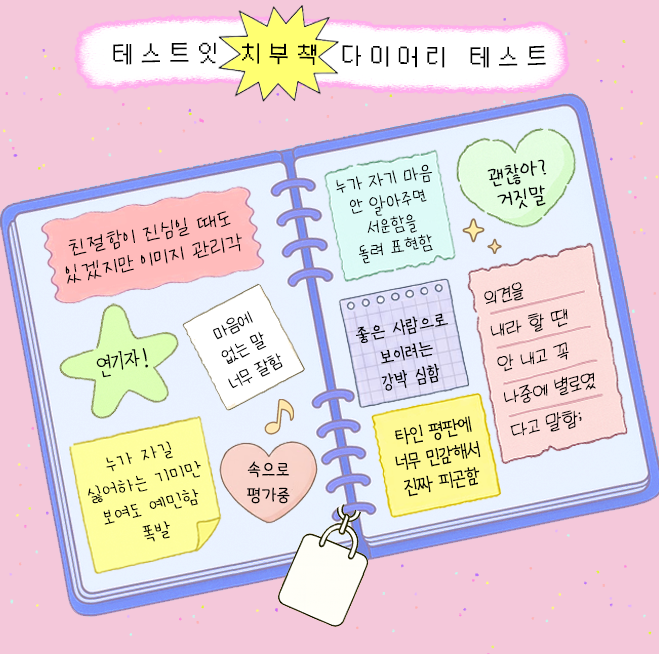 테스트잇 치부책 다이어리 테스트
친절함이 진심일 때도
있겠지만 이미지 관리각
연기자!
마음에
없는 말
너무 잘함
누가 자길
싫어하는 기미만
보여도 예민함
폭발
속으로
평가중
누가 자기 마음
안 알아주면
서운함을
돌려 표현함
괜찮아?
거짓말
좋은 사람으로
보이려는
강박 심함
의견을
내라 할 땐
안 내고 꼭
나중에 별로였
다고 말함;
타인 평판에
너무 민감해서
진짜 피곤함